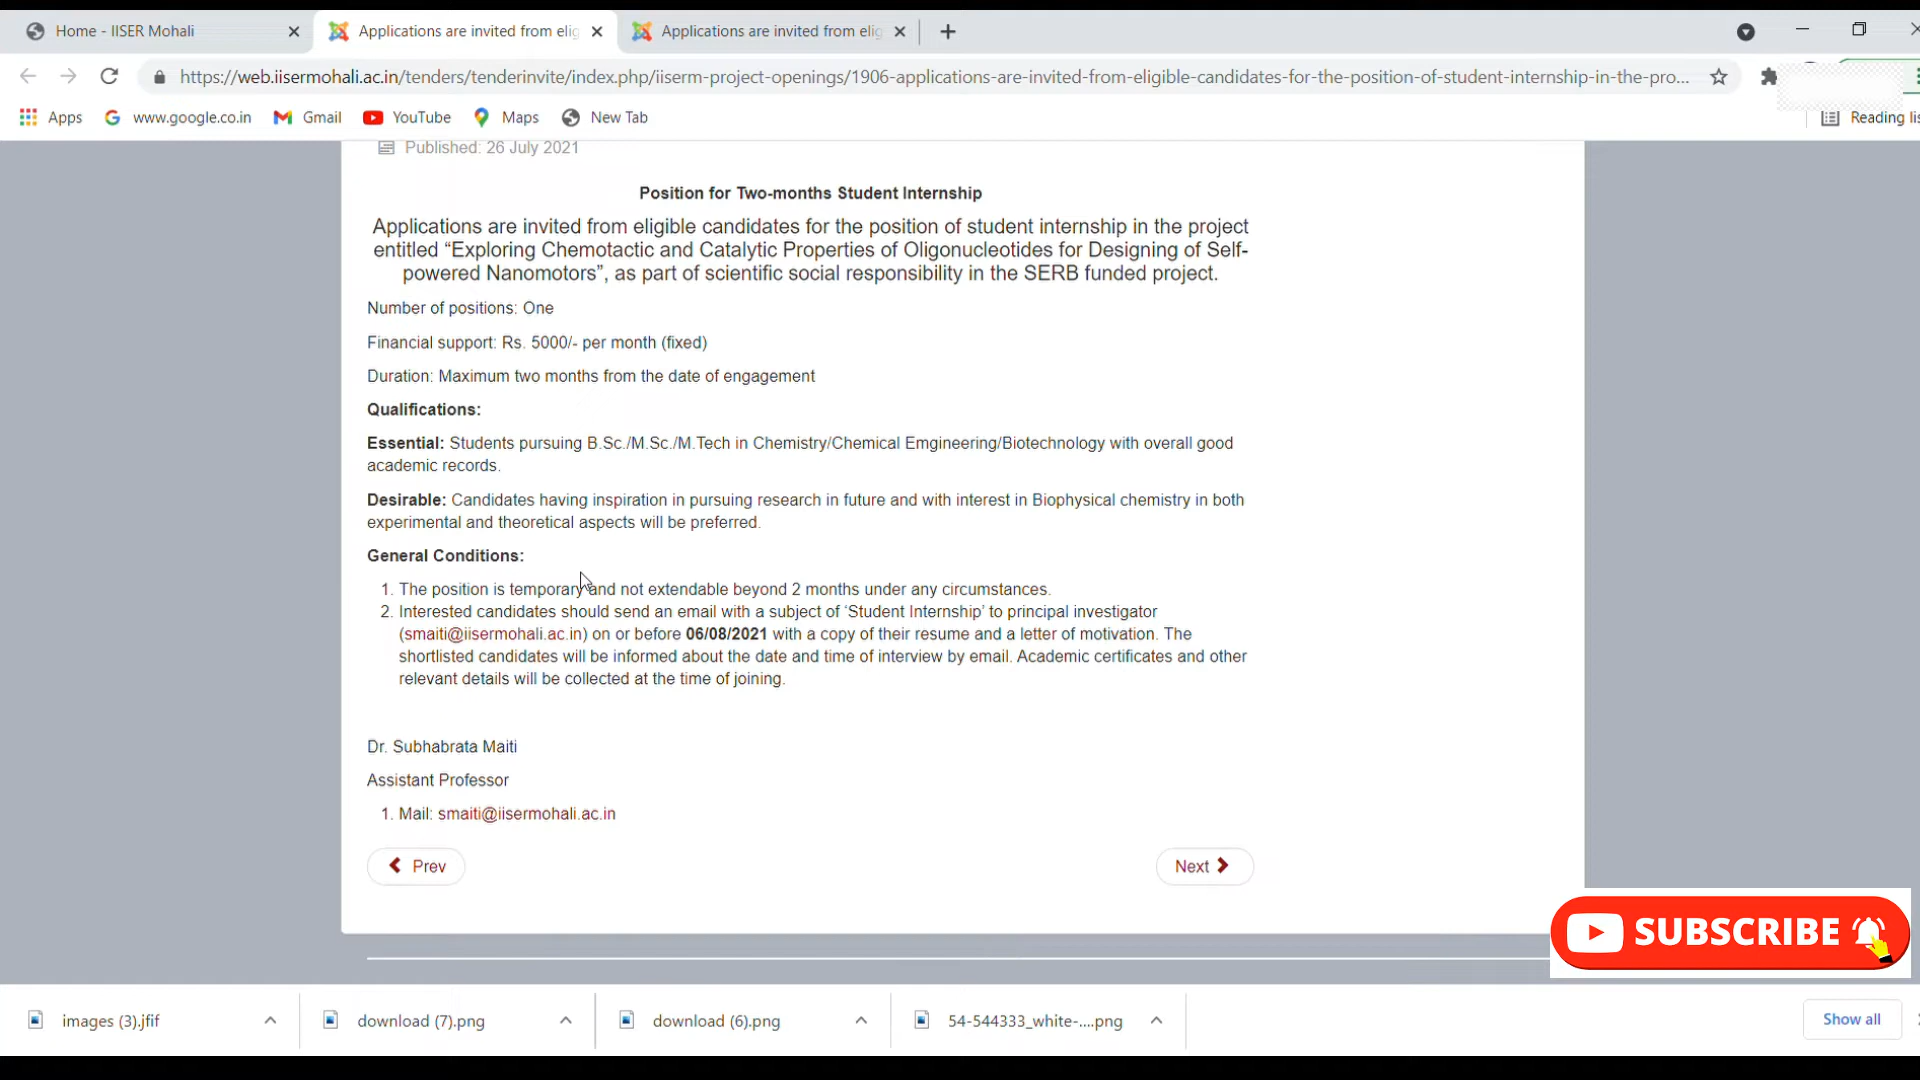 Home - IISER Mohali
Applications are invited from elig
Applications are invited from elig
https://web.iisermohali.ac.in/tenders/tenderinvite/index.php/iiserm-project-openings/1906-applications-are-invited-from-eligible-candidates-for-the-position-of-student-internship-in-the-pro...
Apps
www.google.co.in
Gmail
YouTube
Maps
New Tab
Reading lis
Published: 26 July 2021
Position for Two-months Student Internship
Applications are invited from eligible candidates for the position of student internship in the project
entitled “Exploring Chemotactic and Catalytic Properties of Oligonucleotides for Designing of Self-
powered Nanomotors”, as part of scientific social responsibility in the SERB funded project.
Number of positions: One
Financial support: Rs. 5000/- per month (fixed)
Duration: Maximum two months from the date of engagement
Qualifications:
Essential: Students pursuing B.Sc./M.Sc./M.Tech in Chemistry/Chemical Emgineering/Biotechnology with overall good
academic records.
Desirable: Candidates having inspiration in pursuing research in future and with interest in Biophysical chemistry in both
experimental and theoretical aspects will be preferred.
General Conditions:
1. The position is temporary and not extendable beyond 2 months under any circumstances.
2. Interested candidates should send an email with a subject of ‘Student Internship’ to principal investigator
(smaiti@iisermohali.ac.in) on or before 06/08/2021 with a copy of their resume and a letter of motivation. The
shortlisted candidates will be informed about the date and time of interview by email. Academic certificates and other
relevant details will be collected at the time of joining.
Dr. Subhabrata Maiti
Assistant Professor
1. Mail: smaiti@iisermohali.ac.in
Prev
Next
SUBSCRIBE
images (3).jfif
download (7).png
download (6).png
54-544333_white-....png
Show all